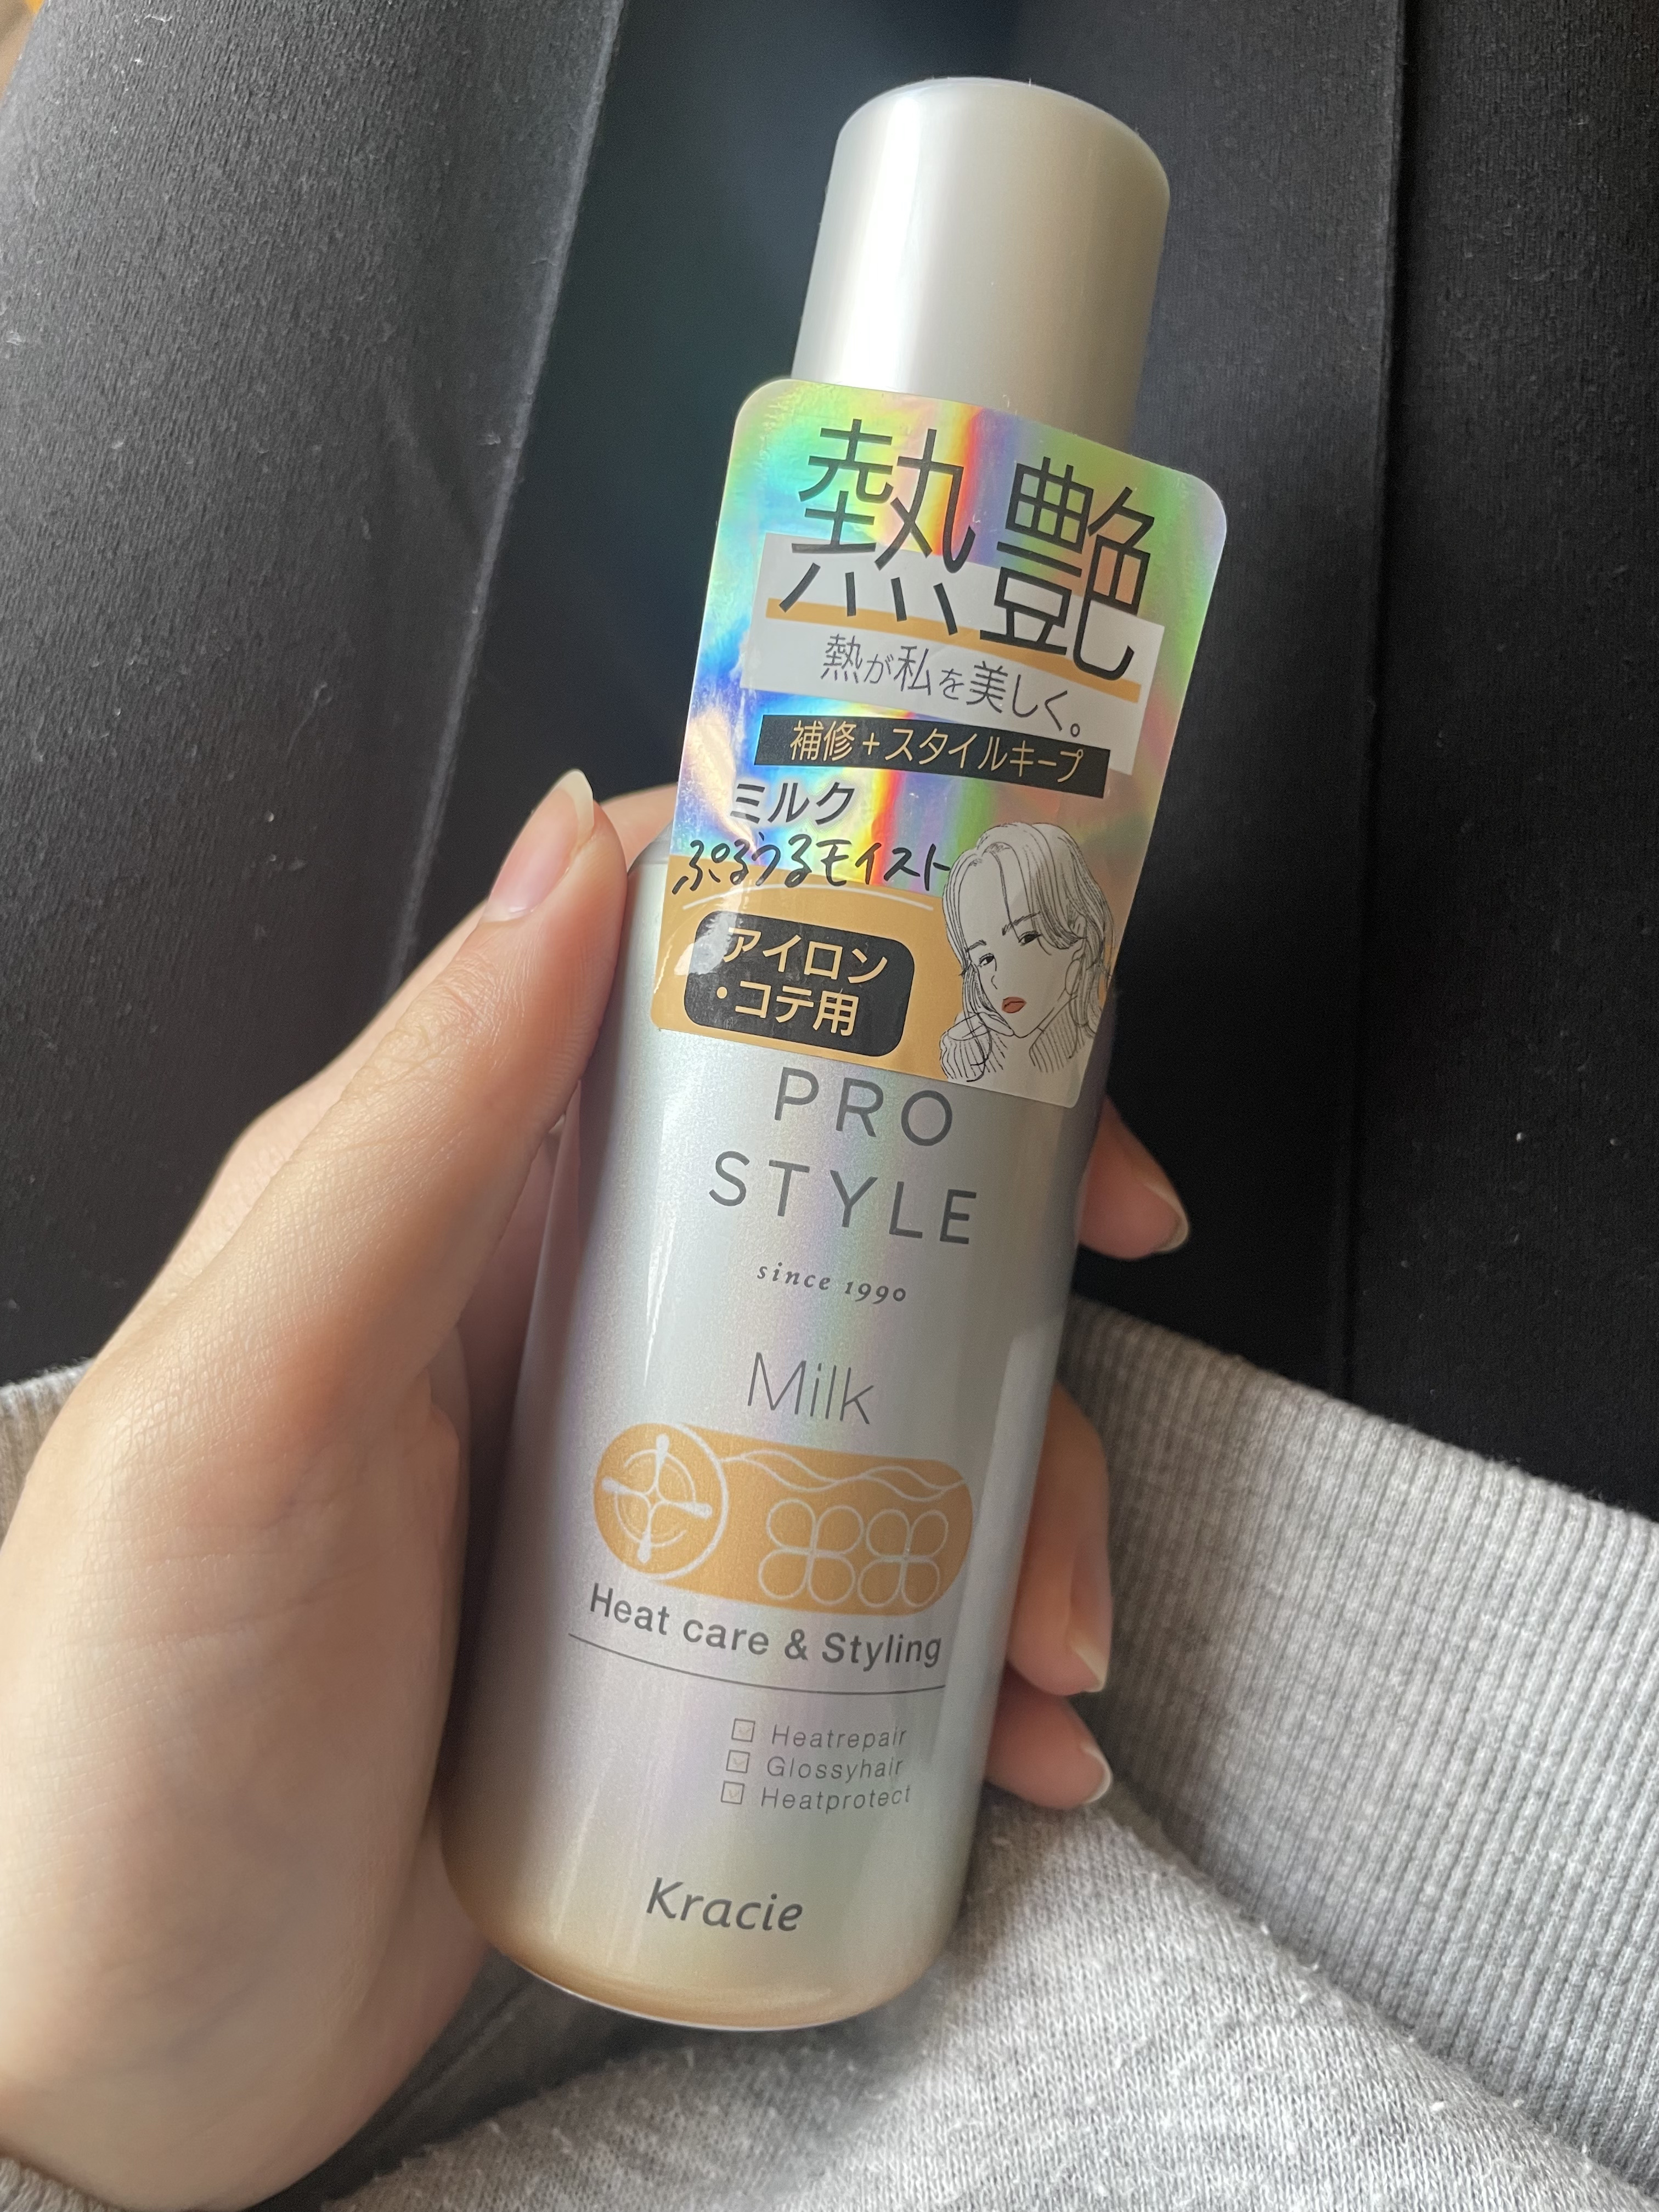 熱艶
熱が私を美しく。
補修+スタイルキープ
ミルク
ぷるうるモイスト
アイロン
・コテ用
PRO
STYLE
since 1990
Milk
Heat care & Styling
Heatrepair
Glossyhair
Heatprotect
Kracie